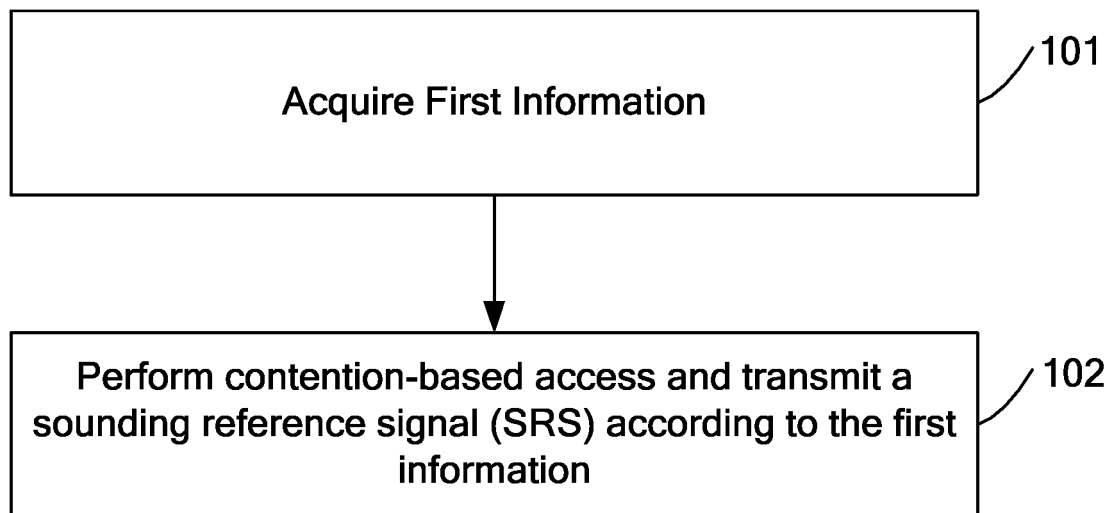 101
Acquire First Information
102
Perform contention-based access and transmit a
sounding reference signal (SRS) according to the first
information